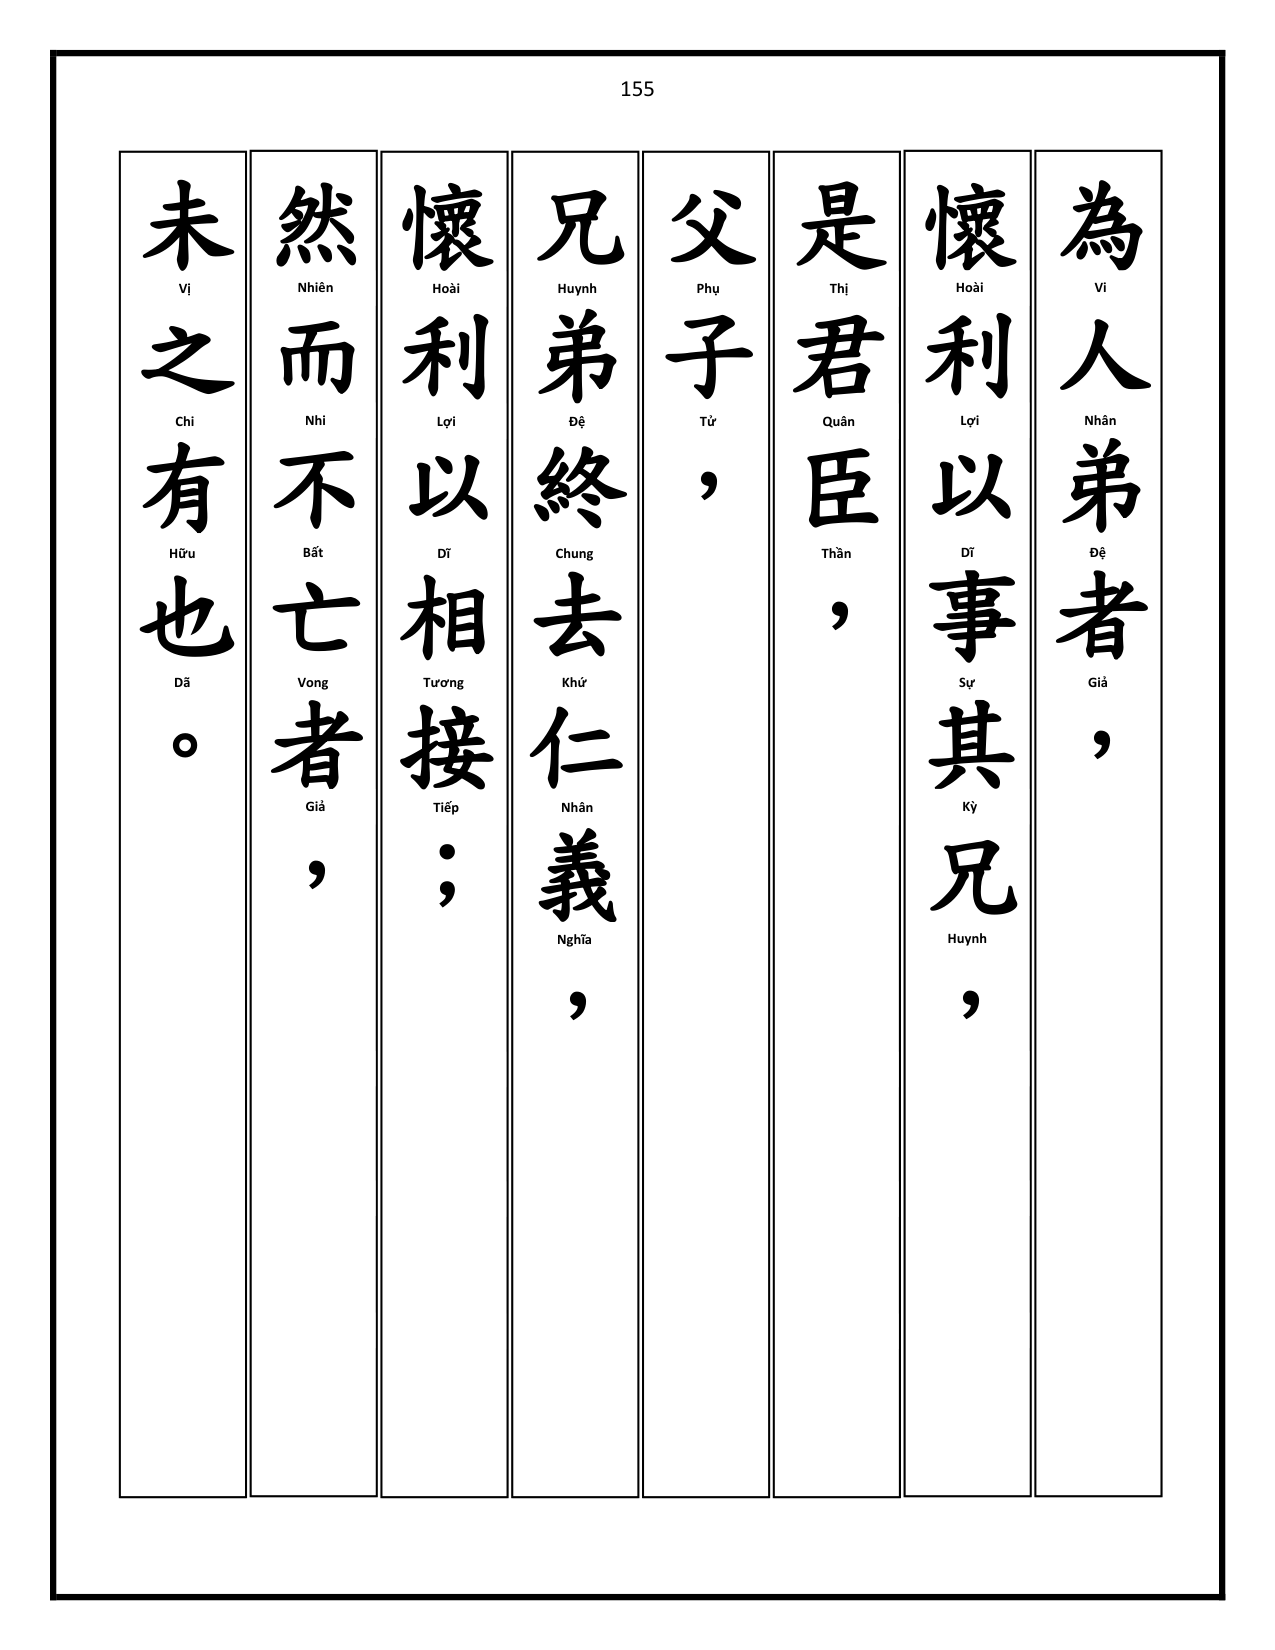 155
為人弟者，
Vi Nhân Đệ Giả
懷利以事其兄，
Hoài Lợi Dĩ Sự Kỳ Huynh
是君臣，
Thị Quân Thần
父子，
Phụ Tử
兄弟終去仁義，
Huynh Đệ Chung Khứ Nhân Nghĩa
懷利以相接；
Hoài Lợi Dĩ Tương Tiếp
然而不亡者，
Nhiên Nhi Bất Vong Giả
未之有也。
Vị Chi Hữu Dã